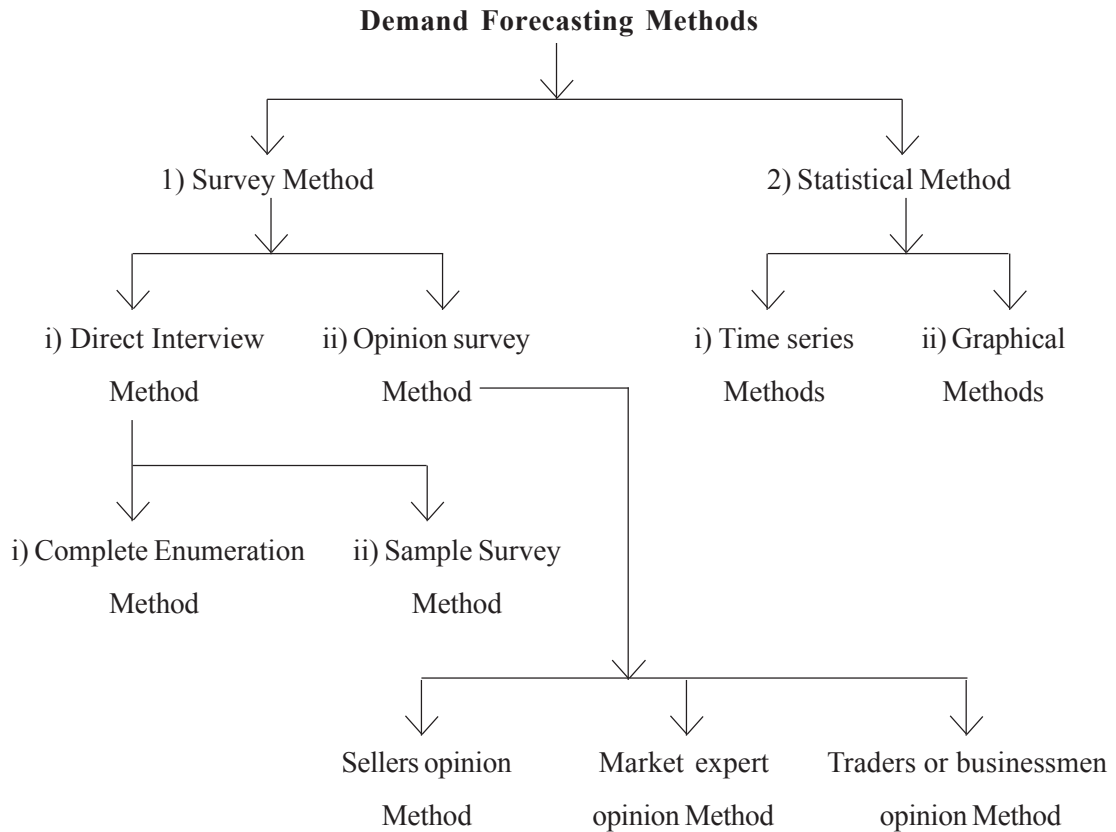 Demand Forecasting Methods
1) Survey Method
2) Statistical Method
i) Direct Interview
Method
ii) Opinion survey
Method
i) Time series
Methods
ii) Graphical
Methods
i) Complete Enumeration
Method
ii) Sample Survey
Method
Sellers opinion
Method
Market expert
opinion Method
Traders or businessmen
opinion Method